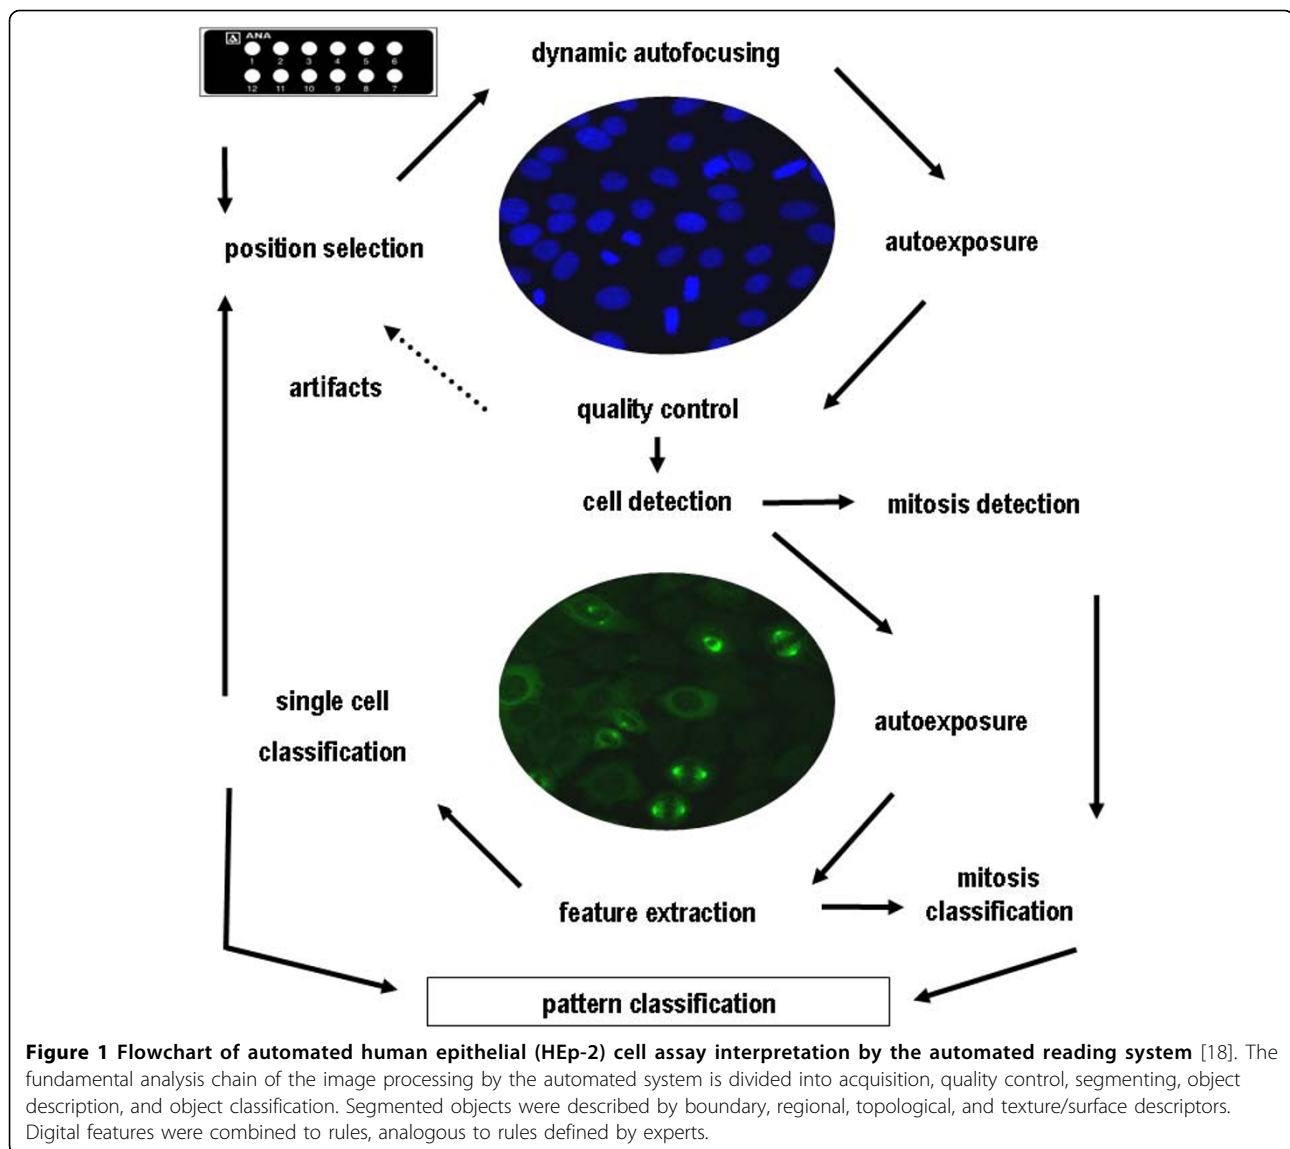 ANA
1 2 3 4 5 6
12 11 10 9 8 7
dynamic autofocusing
position selection
autoexposure
artifacts
quality control
cell detection
mitosis detection
single cell
classification
autoexposure
mitosis
classification
feature extraction
pattern classification
Figure 1 Flowchart of automated human epithelial (HEp-2) cell assay interpretation by the automated reading system [18]. The
fundamental analysis chain of the image processing by the automated system is divided into acquisition, quality control, segmenting, object
description, and object classification. Segmented objects were described by boundary, regional, topological, and texture/surface descriptors.
Digital features were combined to rules, analogous to rules defined by experts.